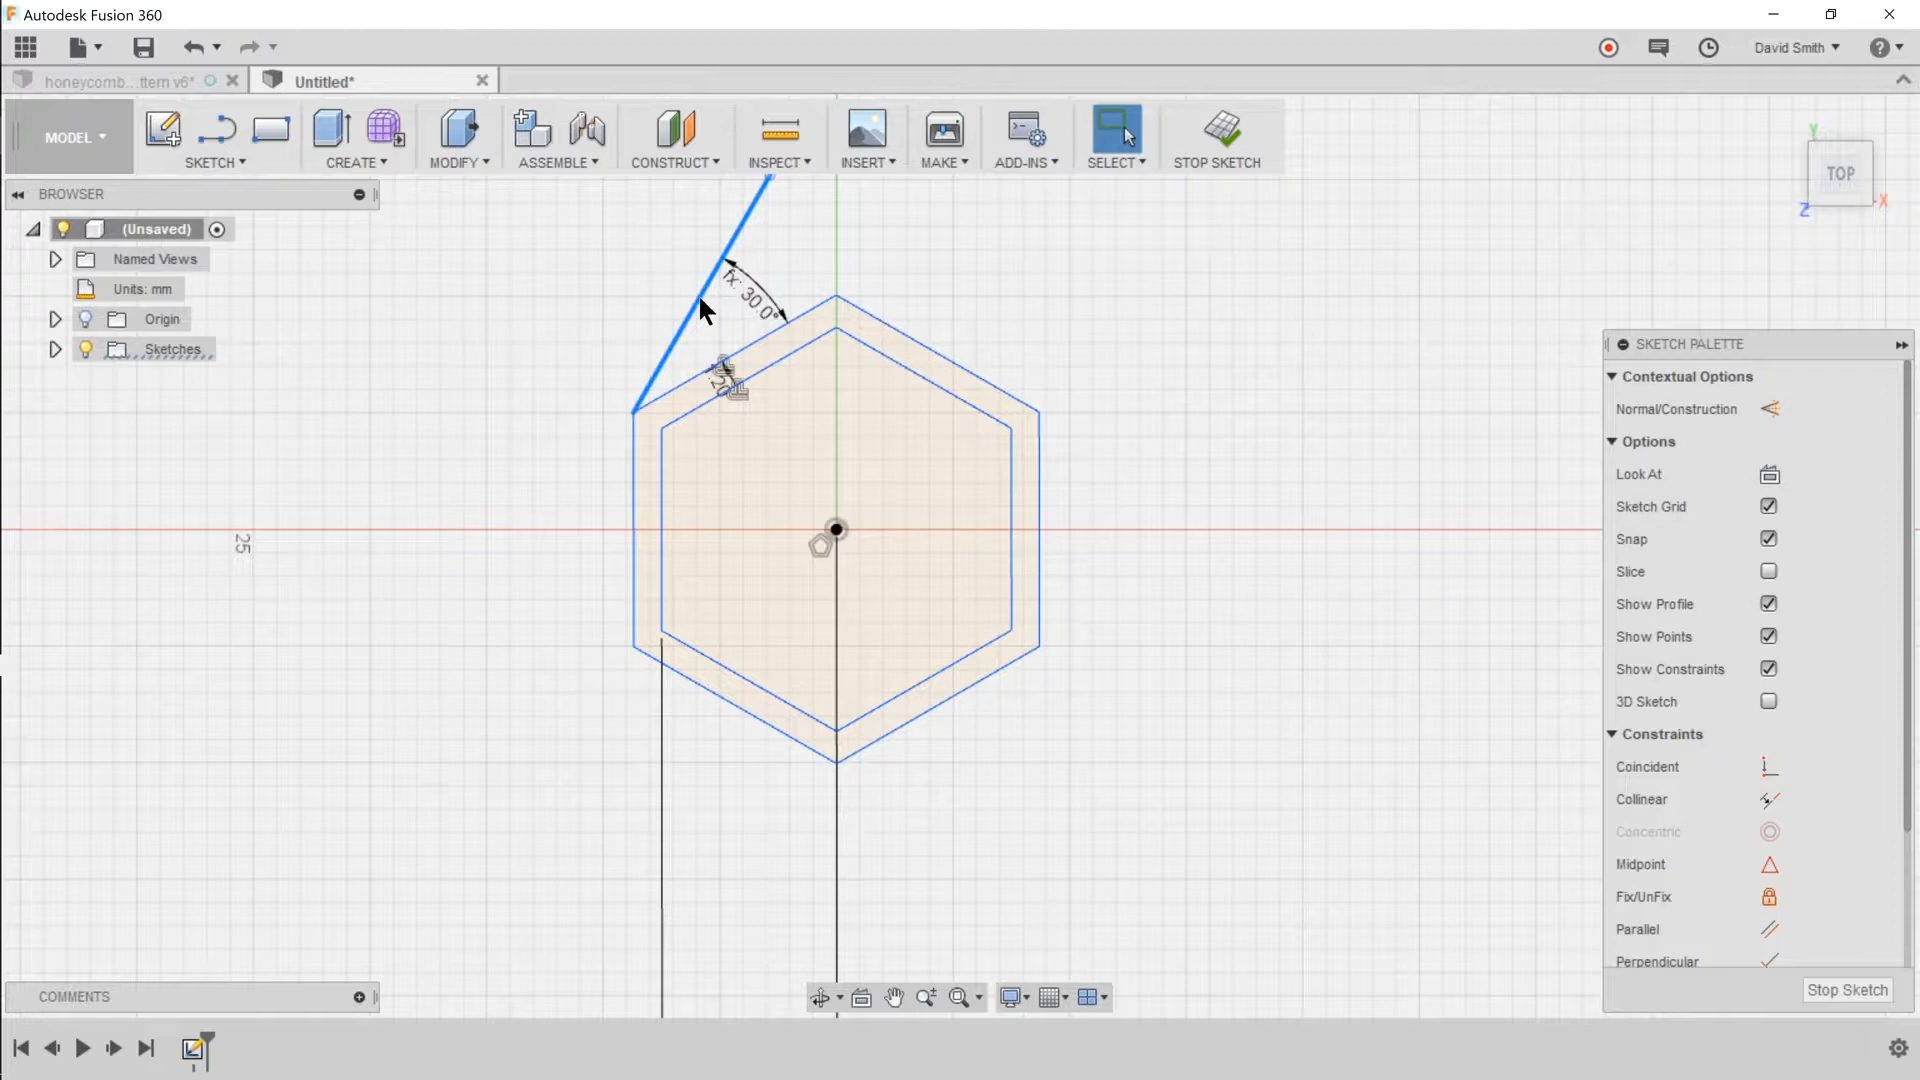 Autodesk Fusion 360
David Smith
honeycomb...ttern v6*
Untitled*
MODEL
SKETCH
CREATE
MODIFY
ASSEMBLE
CONSTRUCT
INSPECT
INSERT
MAKE
ADD-INS
SELECT
STOP SKETCH
BROWSER
(Unsaved)
Named Views
Units: mm
Origin
Sketches
Y
TOP
X
Z
fx: 30.0°
25
SKETCH PALETTE
Contextual Options
Normal/Construction
Options
Look At
Sketch Grid
Snap
Slice
Show Profile
Show Points
Show Constraints
3D Sketch
Constraints
Coincident
Collinear
Concentric
Midpoint
Fix/UnFix
Parallel
Perpendicular
Stop Sketch
COMMENTS